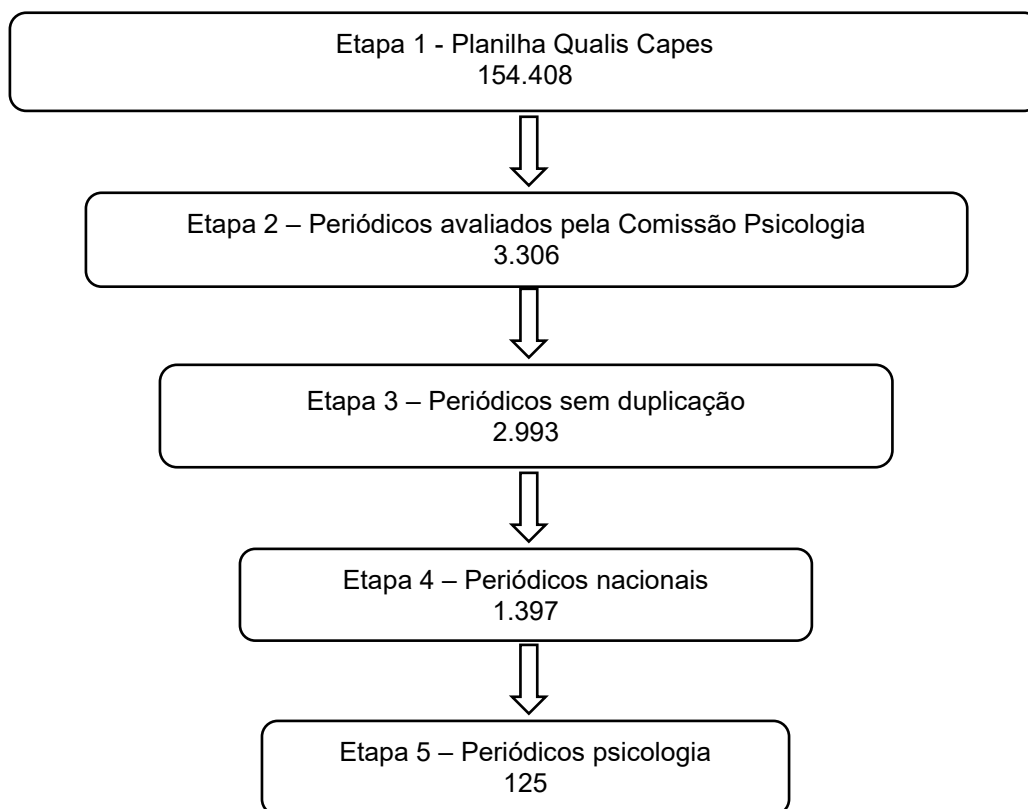 Etapa 1 - Planilha Qualis Capes
154.408
Etapa 2 – Periódicos avaliados pela Comissão Psicologia
3.306
Etapa 3 – Periódicos sem duplicação
2.993
Etapa 4 – Periódicos nacionais
1.397
Etapa 5 – Periódicos psicologia
125